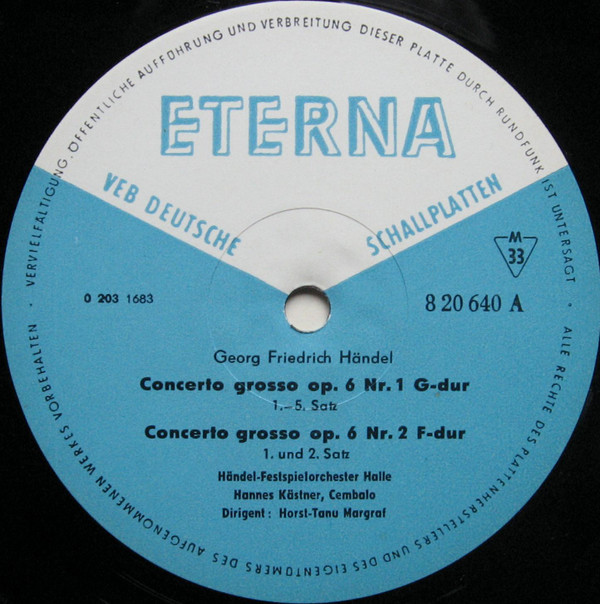 ALLE RECHTE DES PLATTENHERSTELLERS UND DES EIGENTÜMERS DES AUFGENOMMENEN WERKES VORBEHALTEN · VERVIELFÄLTIGUNG, ÖFFENTLICHE AUFFÜHRUNG UND VERBREITUNG DIESER PLATTE DURCH RUNDFUNK IST UNTERSAGT ·
ETERNA
VEB DEUTSCHE SCHALLPLATTEN
M
33
0 203 1683
8 20 640 A
Georg Friedrich Händel
Concerto grosso op. 6 Nr. 1 G-dur
1.–5. Satz
Concerto grosso op. 6 Nr. 2 F-dur
1. und 2. Satz
Händel-Festspielorchester Halle
Hannes Kästner, Cembalo
Dirigent: Horst-Tanu Margraf